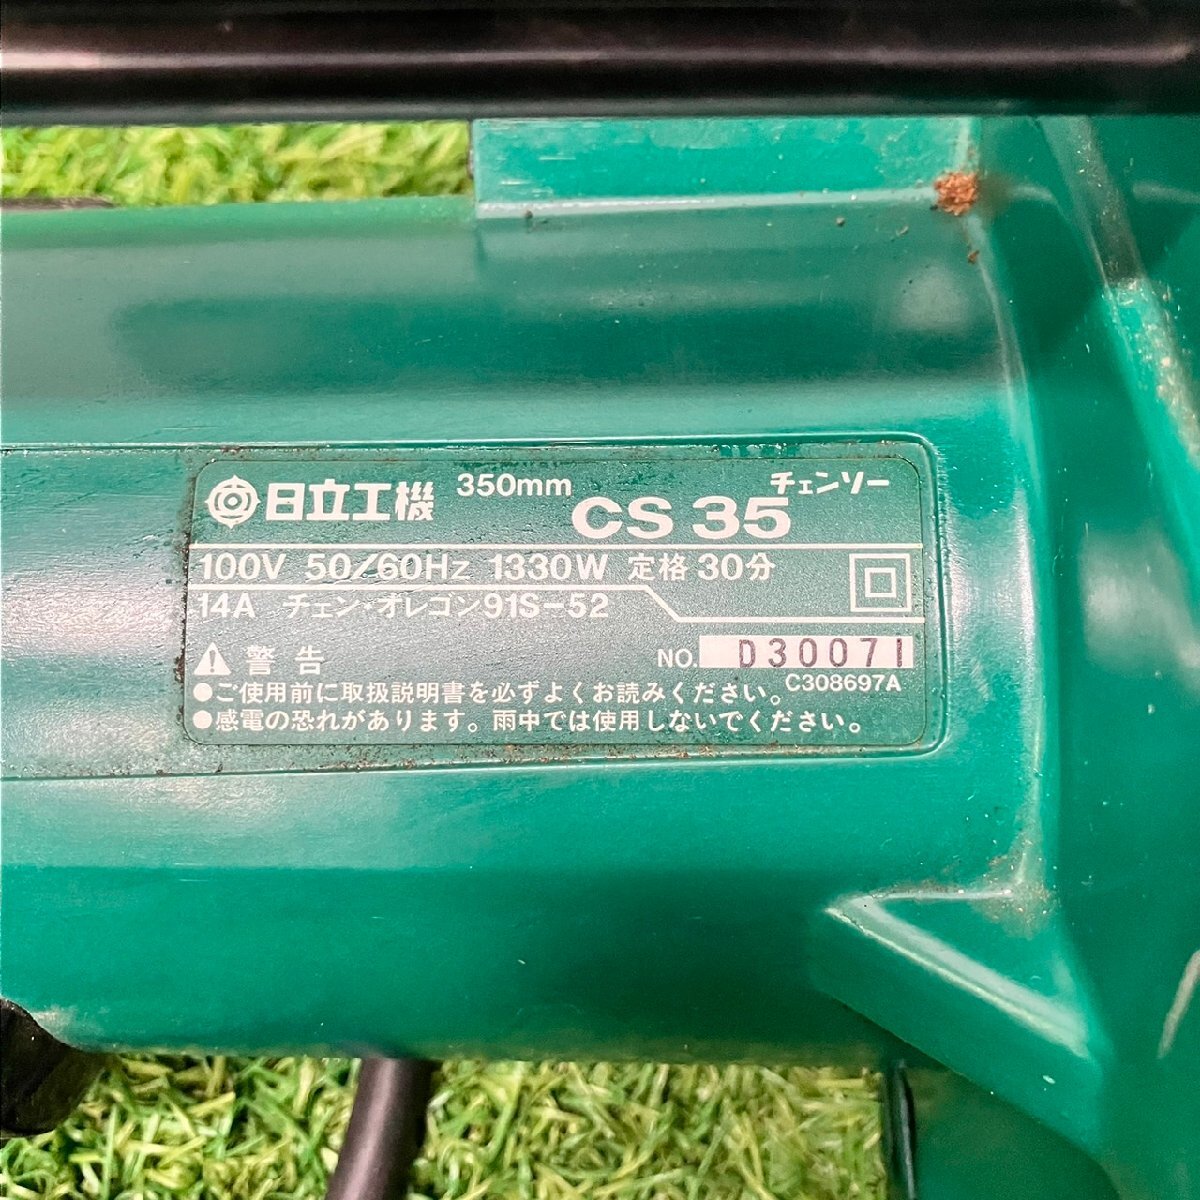 日立工機 350mm CS 35 チェンソー
100V 50/60Hz 1330W 定格 30分
14A チェン・オレゴン91S-52
警告 NO. D30071
C308697A
●ご使用前に取扱説明書を必ずよくお読みください。
●感電の恐れがあります。雨中では使用しないでください。